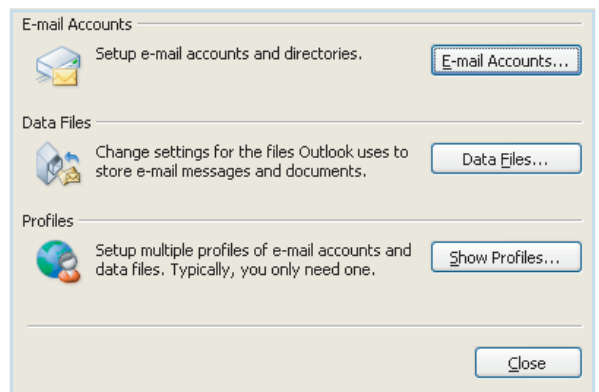 E-mail Accounts
Setup e-mail accounts and directories.
E-mail Accounts...
Data Files
Change settings for the files Outlook uses to
store e-mail messages and documents.
Data Files...
Profiles
Setup multiple profiles of e-mail accounts and
data files. Typically, you only need one.
Show Profiles...
Close